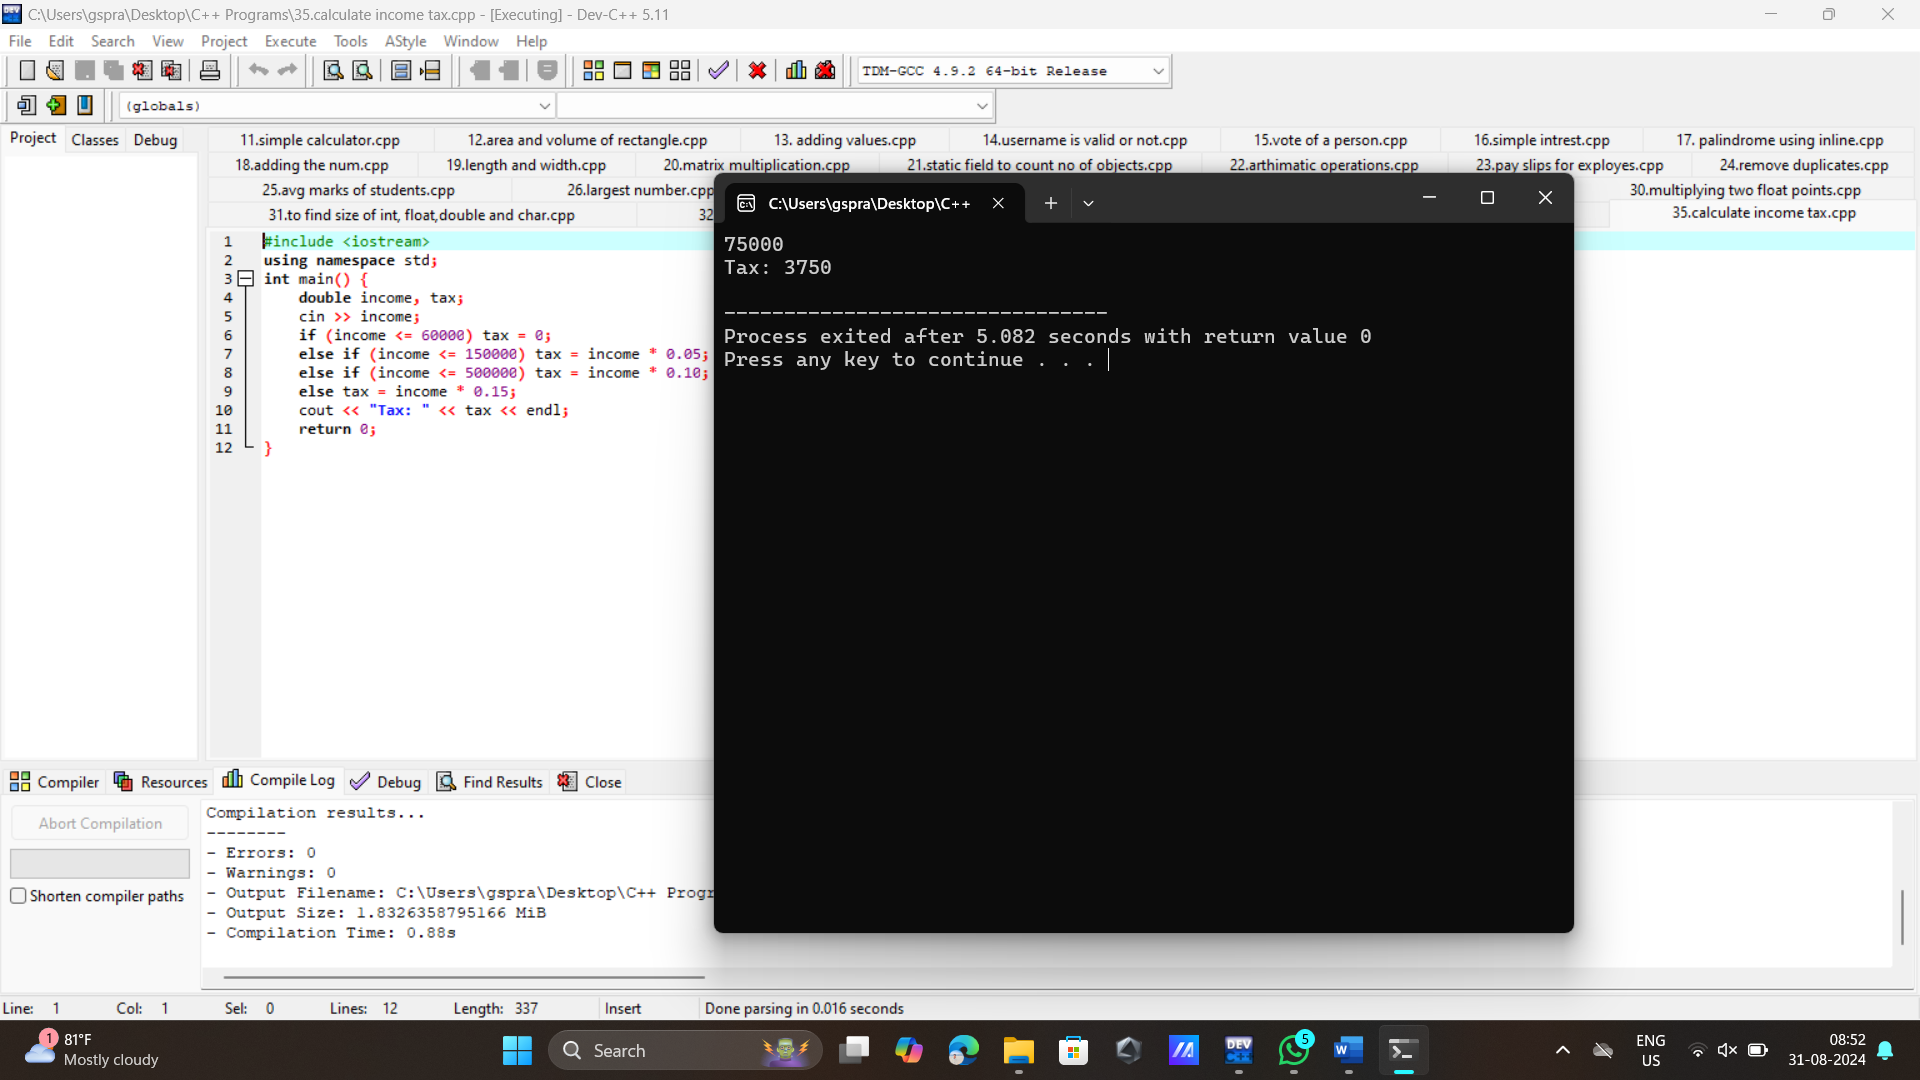 C:\Users\gspra\Desktop\C++ Programs\35.calculate income tax.cpp - [Executing] - Dev-C++ 5.11
File Edit Search View Project Execute Tools AStyle Window Help
TDM-GCC 4.9.2 64-bit Release
(globals)
Project Classes Debug
11.simple calculator.cpp 12.area and volume of rectangle.cpp 13. adding values.cpp 14.username is valid or not.cpp 15.vote of a person.cpp 16.simple intrest.cpp 17. palindrome using inline.cpp
18.adding the num.cpp 19.length and width.cpp 20.matrix multiplication.cpp 21.static field to count no of objects.cpp 22.arthimatic operations.cpp 23.pay slips for exployes.cpp 24.remove duplicates.cpp
25.avg marks of students.cpp 26.largest number.cpp 30.multiplying two float points.cpp
31.to find size of int, float,double and char.cpp 32 35.calculate income tax.cpp
1 #include <iostream>
2 using namespace std;
3 int main() {
4 double income, tax;
5 cin >> income;
6 if (income <= 60000) tax = 0;
7 else if (income <= 150000) tax = income * 0.05;
8 else if (income <= 500000) tax = income * 0.10;
9 else tax = income * 0.15;
10 cout << "Tax: " << tax << endl;
11 return 0;
12 }
C:\Users\gspra\Desktop\C++
75000
Tax: 3750
--------------------------------
Process exited after 5.082 seconds with return value 0
Press any key to continue . . .
Compiler Resources Compile Log Debug Find Results Close
Abort Compilation
Shorten compiler paths
Compilation results...
--------
- Errors: 0
- Warnings: 0
- Output Filename: C:\Users\gspra\Desktop\C++ Progr
- Output Size: 1.8326358795166 MiB
- Compilation Time: 0.88s
Line: 1 Col: 1 Sel: 0 Lines: 12 Length: 337 Insert Done parsing in 0.016 seconds
1
81°F
Mostly cloudy
Search
DEV C++
5
W
ENG
US
08:52
31-08-2024